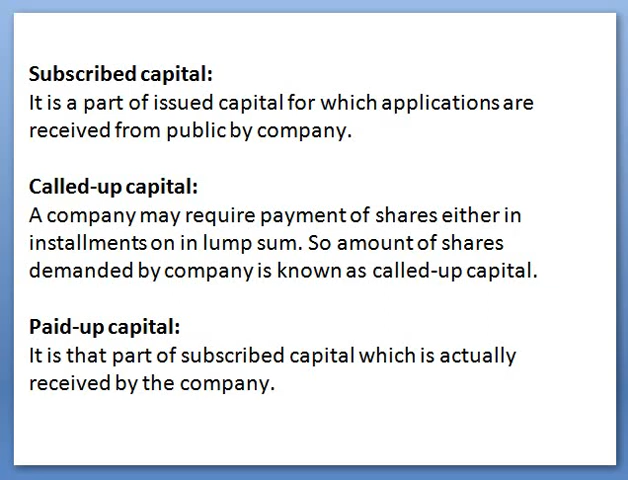 Subscribed capital:
It is a part of issued capital for which applications are
received from public by company.
Called-up capital:
A company may require payment of shares either in
installments on in lump sum. So amount of shares
demanded by company is known as called-up capital.
Paid-up capital:
It is that part of subscribed capital which is actually
received by the company.